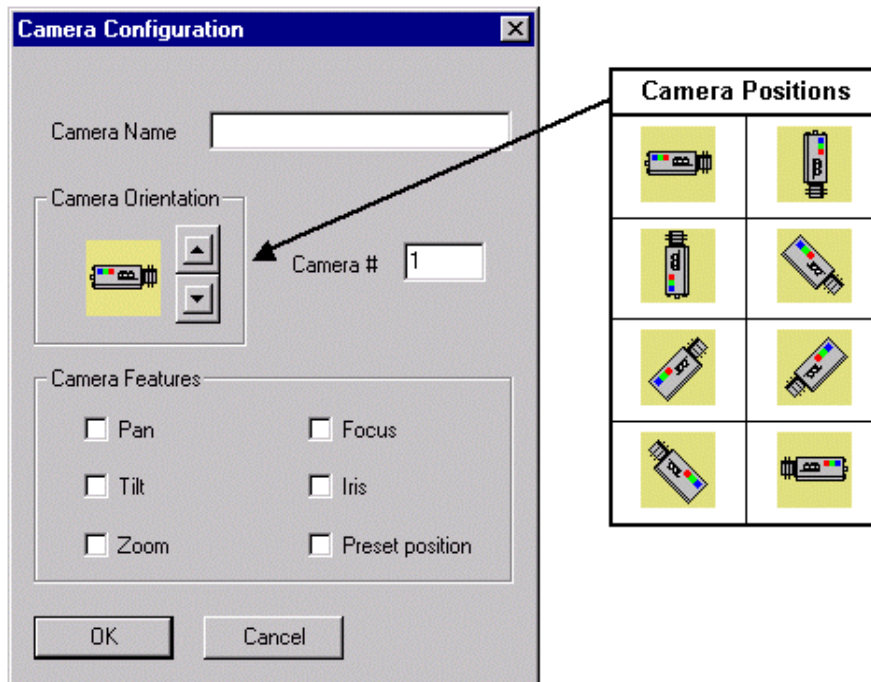 Camera Configuration
Camera Name
Camera Orientation
Camera # 1
Camera Features
Pan Focus
Tilt Iris
Zoom Preset position
OK Cancel
Camera Positions